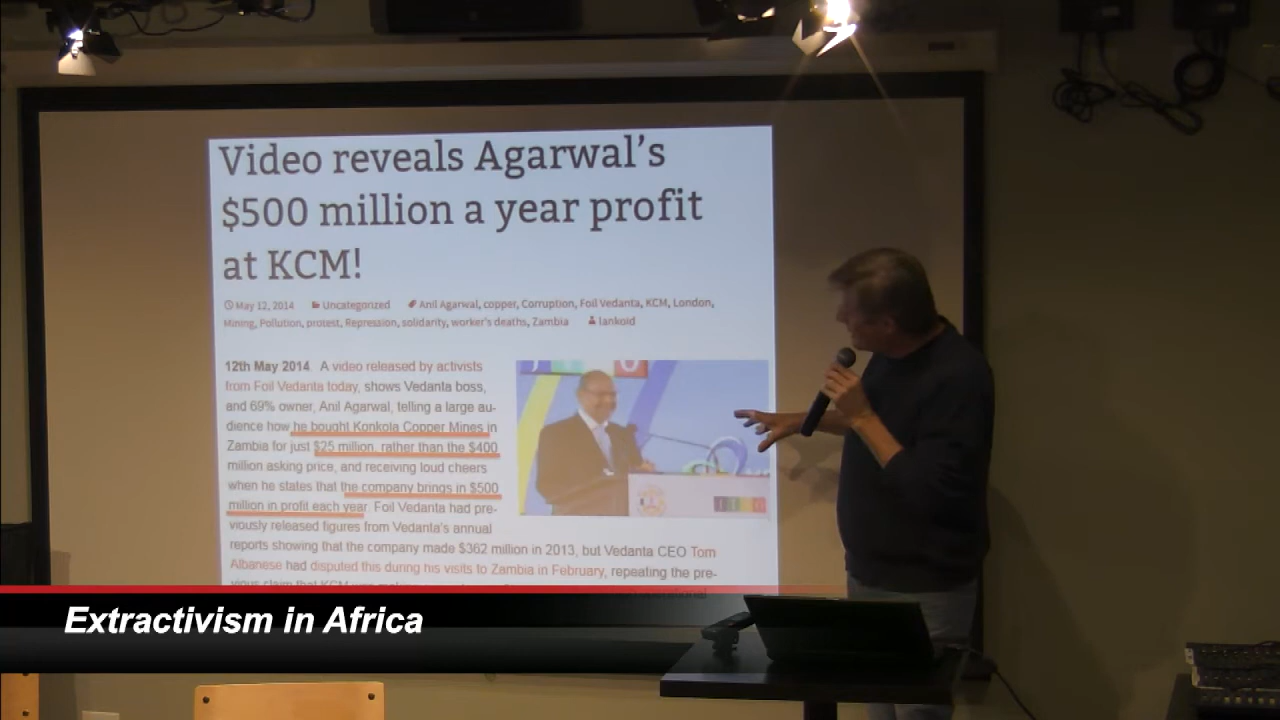 Video reveals Agarwal's
$500 million a year profit
at KCM!
May 12, 2014 Uncategorized Anil Agarwal, copper, Corruption, Foil Vedanta, KCM, London,
Mining, Pollution, protest, Repression, solidarity, worker's deaths, Zambia lankoid
12th May 2014 A video released by activists
from Foil Vedanta today, shows Vedanta boss,
and 69% owner, Anil Agarwal, telling a large au-
dience how he bought Konkola Copper Mines in
Zambia for just $25 million, rather than the $400
million asking price, and receiving loud cheers
when he states that the company brings in $500
million in profit each year. Foil Vedanta had pre-
viously released figures from Vedanta's annual
reports showing that the company made $362 million in 2013, but Vedanta CEO Tom
Albanese had disputed this during his visits to Zambia in February, repeating the pre-
vious claim that KCM was
Extractivism in Africa